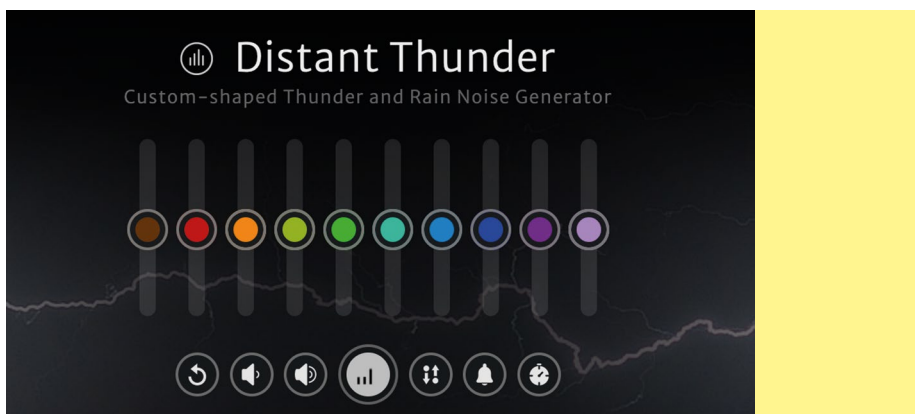 Distant Thunder
Custom-shaped Thunder and Rain Noise Generator